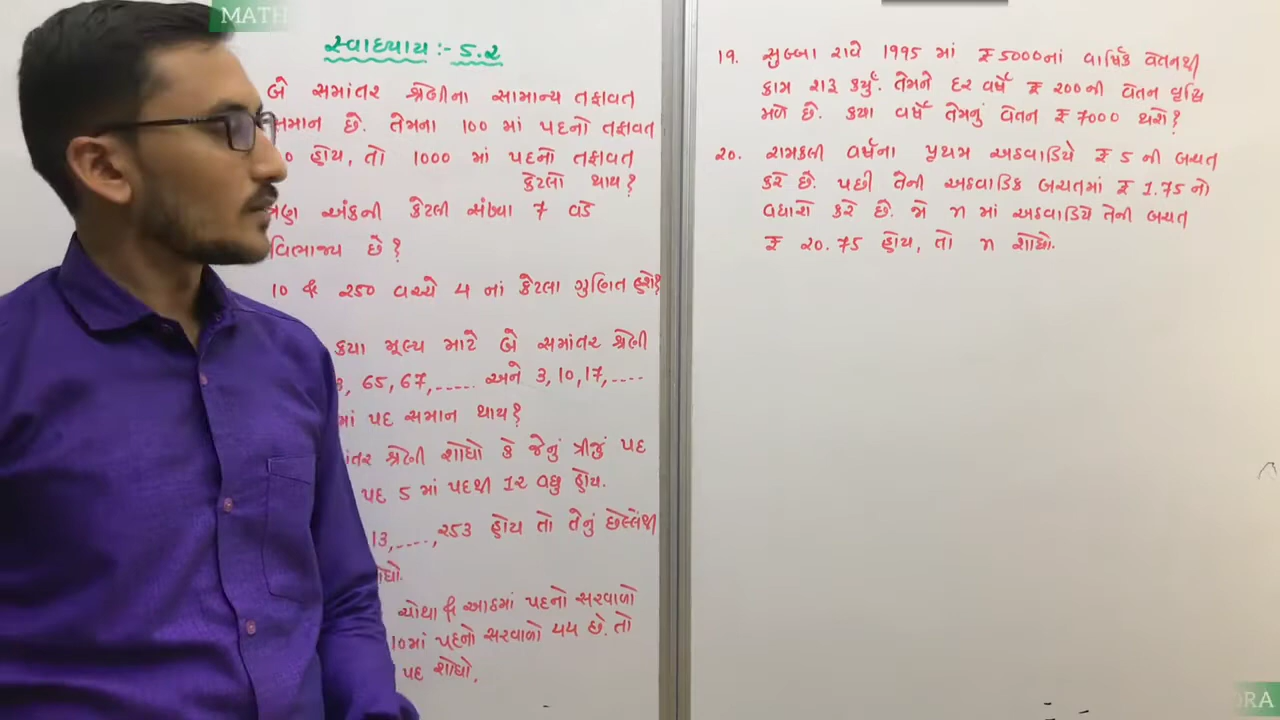 MATH
સ્વાધ્યાય :- 5.2
બે સમાંતર શ્રેણીના સામાન્ય તફાવત
સમાન છે. તેમના 100 માં પદનો તફાવત
હોય, તો 1000 માં પદનો તફાવત
કેટલો થાય?
ત્રણ અંકની કેટલી સંખ્યા 7 વડે
વિભાજ્ય છે?
10 & 250 વચ્ચે 4 નાં કેટલા ગુણિત હશે?
કયા મૂલ્ય માટે બે સમાંતર શ્રેણી
3, 65, 67, ..... અને 3, 10, 17, ....
માં પદ સમાન થાય?
શ્રેણી શોધો કે જેનું ત્રીજું પદ
પદ 5 માં પદથી 12 વધુ હોય.
13, ...., 253 હોય તો તેનું છેલ્લેથી
ચોથા & આઠમાં પદનો સરવાળો
10માં પદનો સરવાળો 44 છે. તો
પદ શોધો.
19. સુબ્બા રાવે 1995 માં ₹ 5000નાં વાર્ષિક વેતનથી
કામ શરૂ કર્યું. તેમને દર વર્ષે ₹ 200ની વેતન વૃદ્ધિ
મળે છે. કયા વર્ષે તેમનું વેતન ₹ 7000 થશે?
20. રામકલી વર્ષના પ્રથમ અઠવાડિયે ₹ 5 ની બચત
કરે છે. પછી તેની અઠવાડિક બચતમાં ₹ 1.75 નો
વધારો કરે છે. જો n માં અઠવાડિયે તેની બચત
₹ 20.75 હોય, તો n શોધો.
ORA